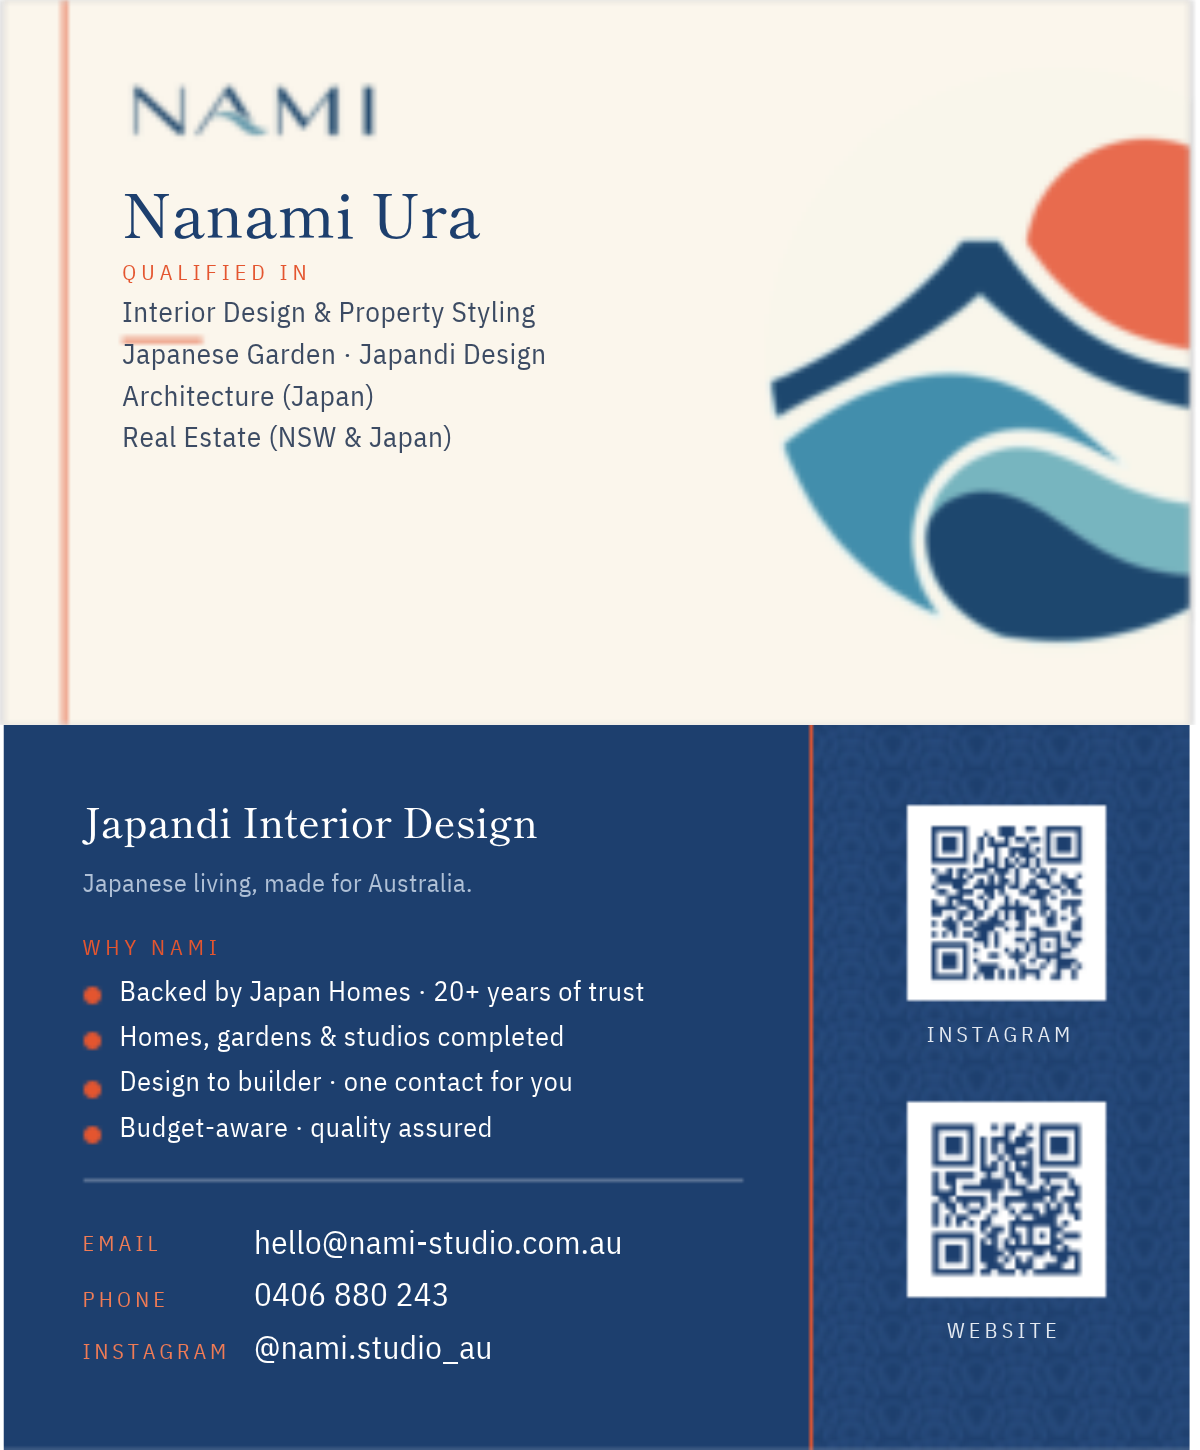 NAMI
Nanami Ura
QUALIFIED IN
Interior Design & Property Styling
Japanese Garden · Japandi Design
Architecture (Japan)
Real Estate (NSW & Japan)
Japandi Interior Design
Japanese living, made for Australia.
WHY NAMI
Backed by Japan Homes · 20+ years of trust
Homes, gardens & studios completed
Design to builder · one contact for you
Budget-aware · quality assured
EMAIL hello@nami-studio.com.au
PHONE 0406 880 243
INSTAGRAM @nami.studio_au
INSTAGRAM
WEBSITE